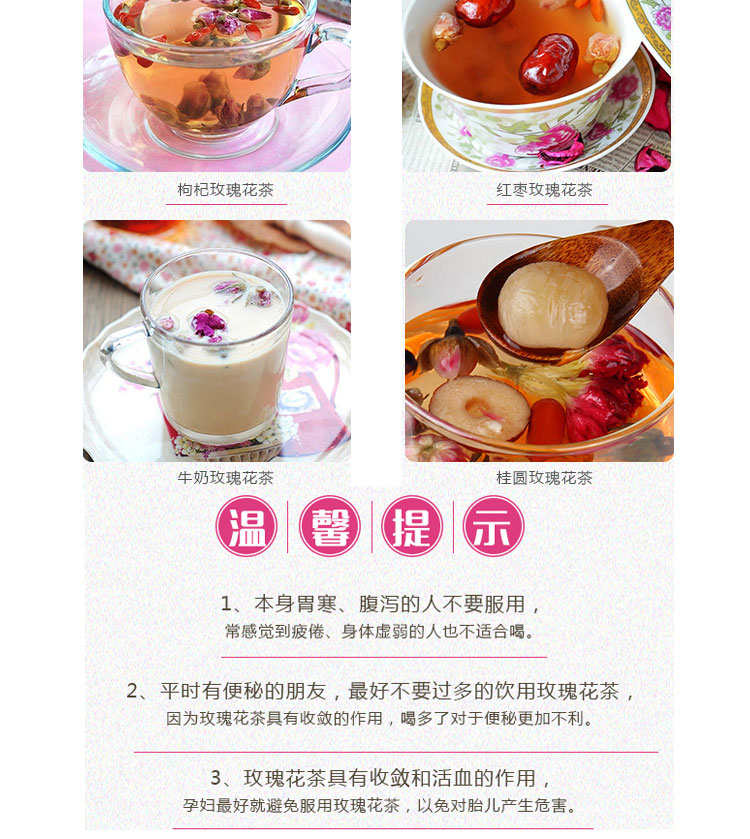 枸杞玫瑰花茶
红枣玫瑰花茶
牛奶玫瑰花茶
桂圆玫瑰花茶
温馨提示
1、本身胃寒、腹泻的人不要服用，
常感觉到疲倦、身体虚弱的人也不适合喝。
2、平时有便秘的朋友，最好不要过多的饮用玫瑰花茶，
因为玫瑰花茶具有收敛的作用，喝多了对于便秘更加不利。
3、玫瑰花茶具有收敛和活血的作用，
孕妇最好就避免服用玫瑰花茶，以免对胎儿产生危害。